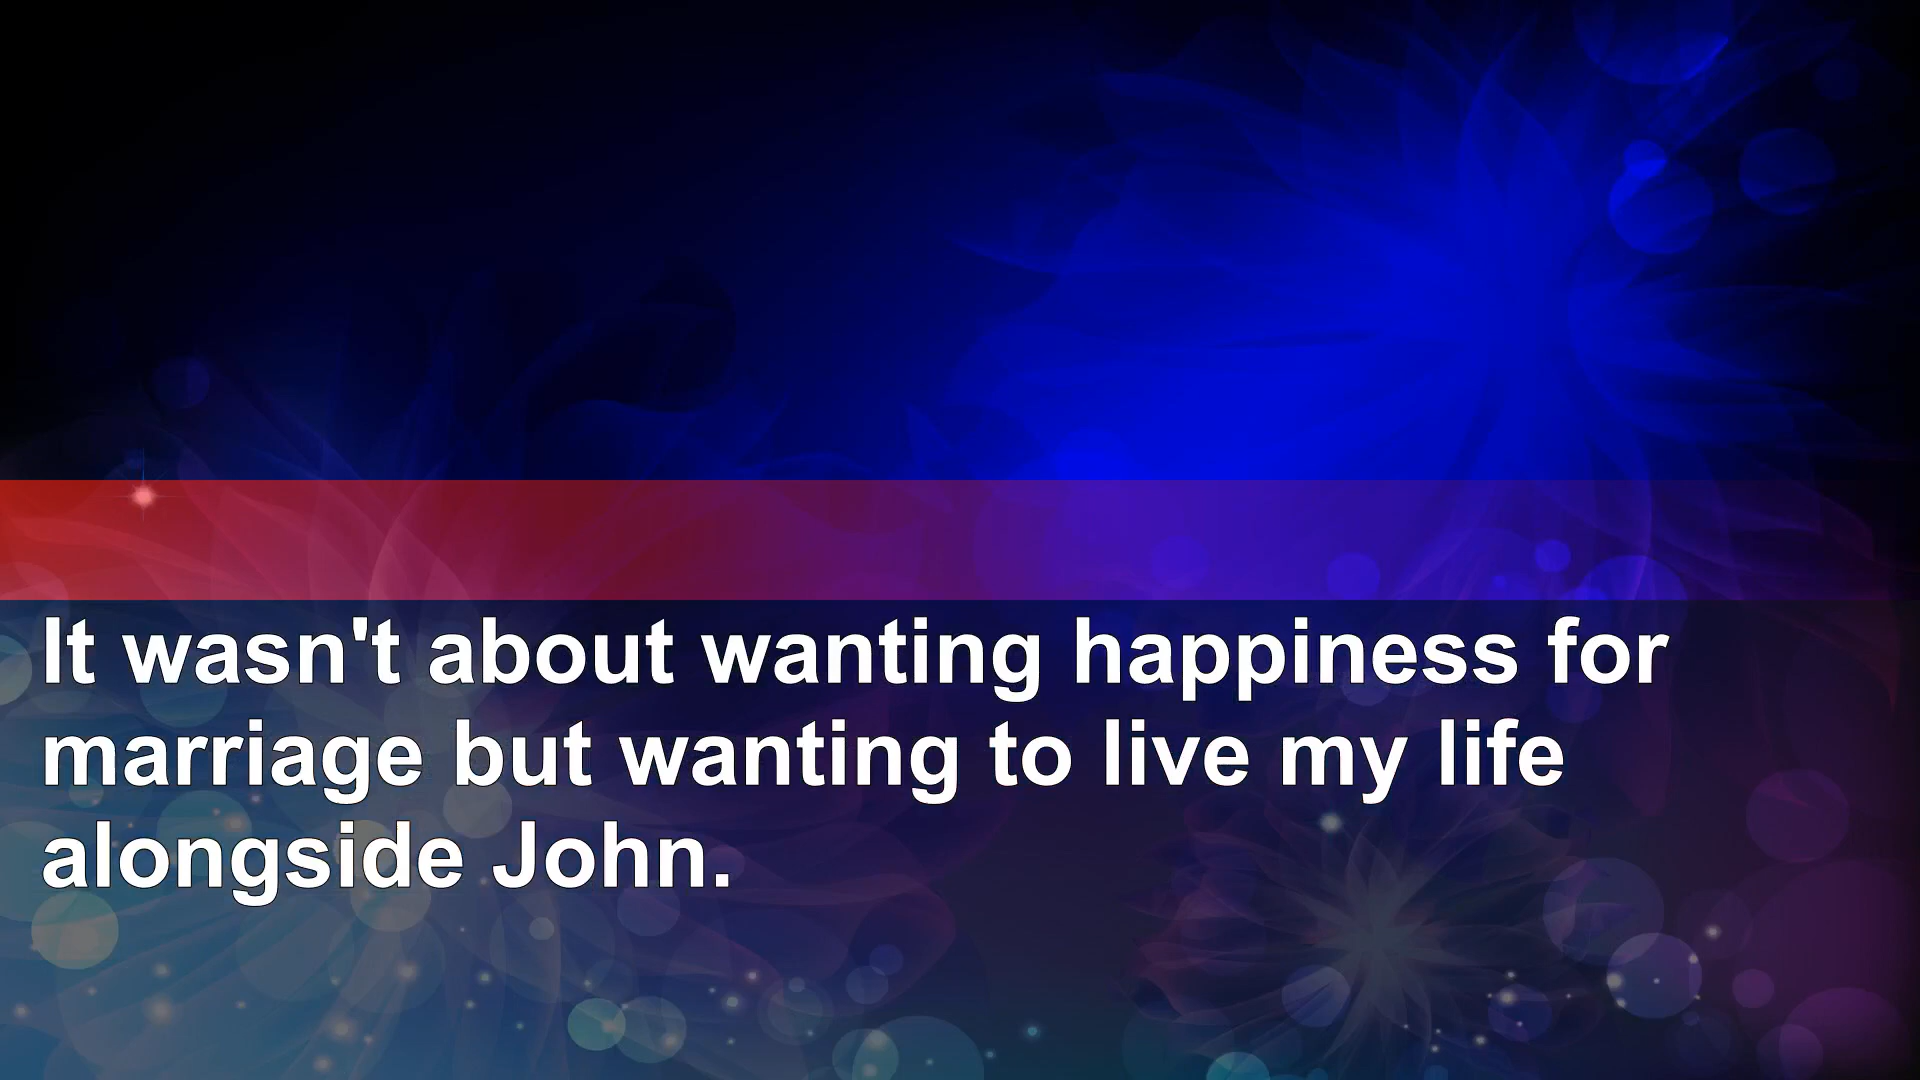 It wasn't about wanting happiness for
marriage but wanting to live my life
alongside John.